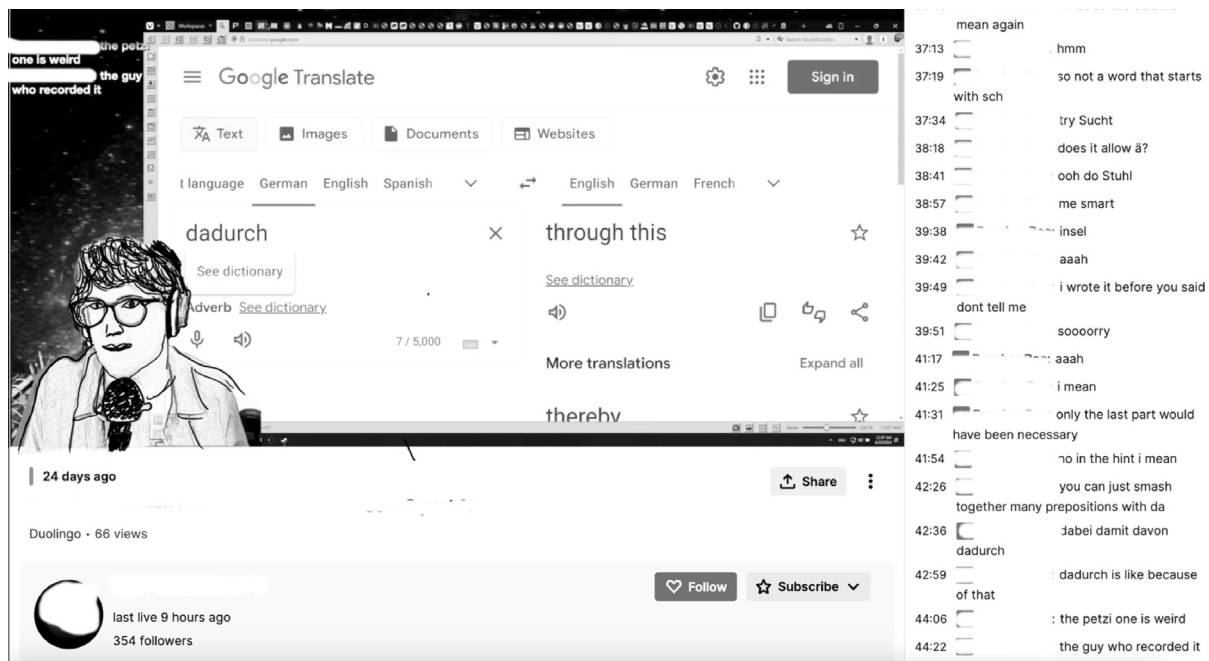 the petzi
one is weird
the guy
who recorded it
Workspaces
translate.google.com
Google Translate
Sign in
Text
Images
Documents
Websites
t language
German
English
Spanish
English
German
French
dadurch
through this
See dictionary
See dictionary
Adverb See dictionary
7 / 5,000
More translations
Expand all
thereby
24 days ago
Share
Duolingo • 66 views
last live 9 hours ago
354 followers
Follow
Subscribe
mean again
37:13 : hmm
37:19 so not a word that starts
with sch
37:34 try Sucht
38:18 does it allow ä?
38:41 ooh do Stuhl
38:57 me smart
39:38 insel
39:42 aaah
39:49 i wrote it before you said
dont tell me
39:51 soooorry
41:17 : aaah
41:25 i mean
41:31 only the last part would
have been necessary
41:54 no in the hint i mean
42:26 you can just smash
together many prepositions with da
42:36 dabei damit davon
dadurch
42:59 : dadurch is like because
of that
44:06 : the petzi one is weird
44:22 the guy who recorded it